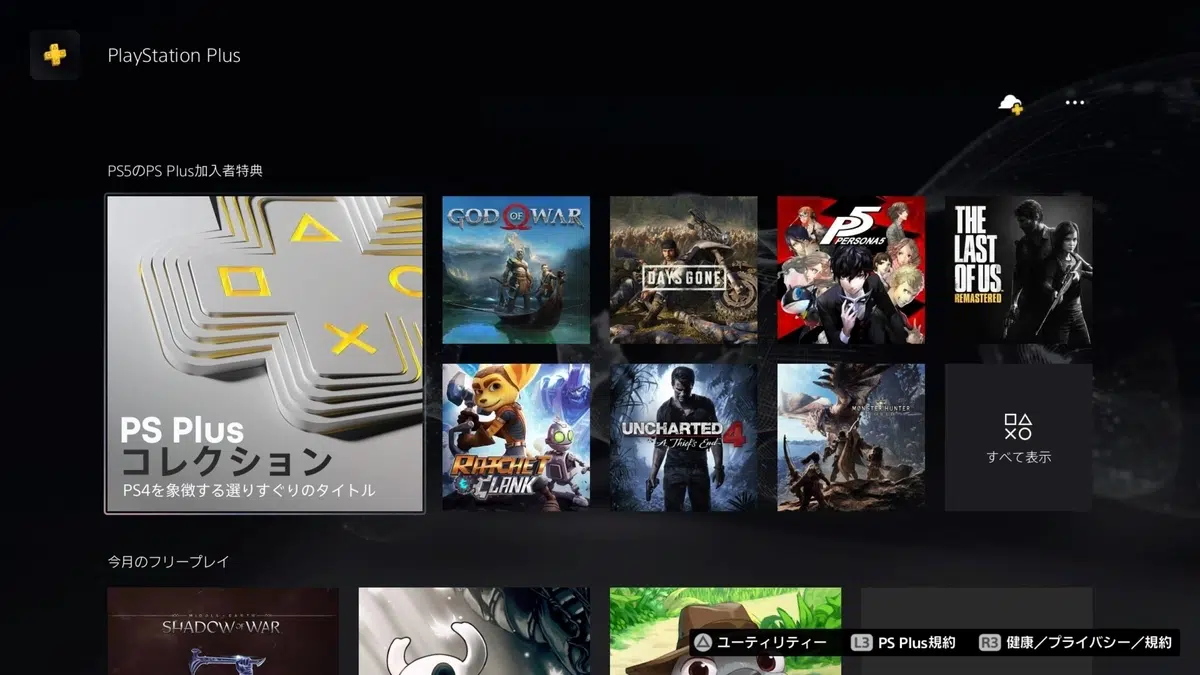 PlayStation Plus
PS5のPS Plus加入者特典
PS Plus
コレクション
PS4を象徴する選りすぐりのタイトル
GOD OF WAR
DAYS GONE
P5
PERSONA5
THE
LAST
OF US
REMASTERED
RATCHET
CLANK
UNCHARTED 4
A Thief's End
MONSTER HUNTER
すべて表示
今月のフリープレイ
MIDDLE-EARTH
SHADOW OF WAR
ユーティリティー
L3 PS Plus規約
R3 健康／プライバシー／規約